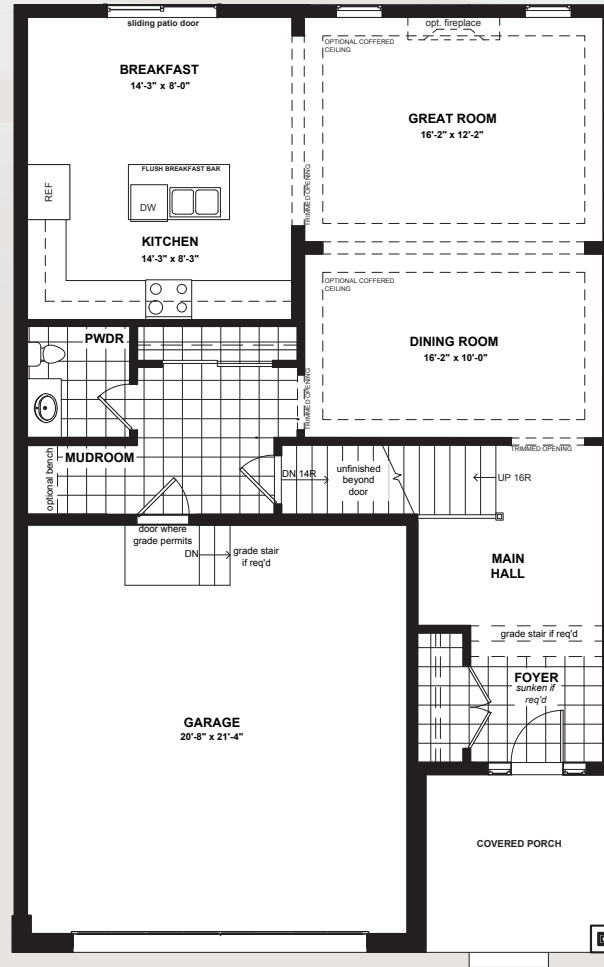 sliding patio door
opt. fireplace
OPTIONAL COFFERED
CEILING
BREAKFAST
14'-3" x 8'-0"
GREAT ROOM
16'-2" x 12'-2"
FLUSH BREAKFAST BAR
REF
DW
TRIMMED OPENING
KITCHEN
14'-3" x 8'-3"
OPTIONAL COFFERED
CEILING
PWDR
DINING ROOM
16'-2" x 10'-0"
TRIMMED OPENING
TRIMMED OPENING
MUDROOM
optional bench
DN 14R
unfinished
beyond
door
UP 16R
door where
grade permits
DN
grade stair
if req'd
MAIN
HALL
grade stair if req'd
FOYER
sunken if
req'd
GARAGE
20'-8" x 21'-4"
COVERED PORCH